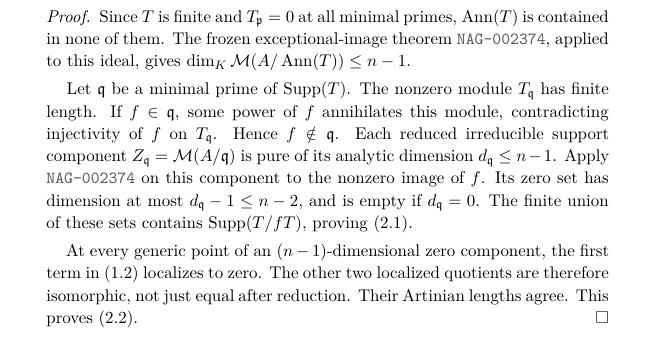 Proof. Since T is finite and T𝔭 = 0 at all minimal primes, Ann(T) is contained
in none of them. The frozen exceptional-image theorem NAG-002374, applied
to this ideal, gives dim_K ℳ(A/ Ann(T)) ≤ n − 1.
Let 𝔮 be a minimal prime of Supp(T). The nonzero module T_𝔮 has finite
length. If f ∈ 𝔮, some power of f annihilates this module, contradicting
injectivity of f on T_𝔮. Hence f ∉ 𝔮. Each reduced irreducible support
component Z_𝔮 = ℳ(A/𝔮) is pure of its analytic dimension d_𝔮 ≤ n − 1. Apply
NAG-002374 on this component to the nonzero image of f. Its zero set has
dimension at most d_𝔮 − 1 ≤ n − 2, and is empty if d_𝔮 = 0. The finite union
of these sets contains Supp(T/fT), proving (2.1).
At every generic point of an (n − 1)-dimensional zero component, the first
term in (1.2) localizes to zero. The other two localized quotients are therefore
isomorphic, not just equal after reduction. Their Artinian lengths agree. This
proves (2.2). □